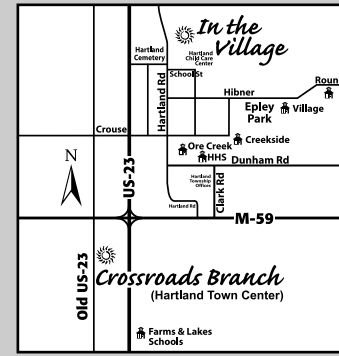 In the
Village
Hartland
Cemetery
Hartland
Child Care
Center
School St
Hartland Rd
Hibner
Roun
Epley
Park
Village
Crouse
Creekside
Ore Creek
HHS
Dunham Rd
N
US-23
Hartland
Township
Offices
Clark Rd
Hartland Rd
M-59
Old US-23
Crossroads Branch
(Hartland Town Center)
Farms & Lakes
Schools